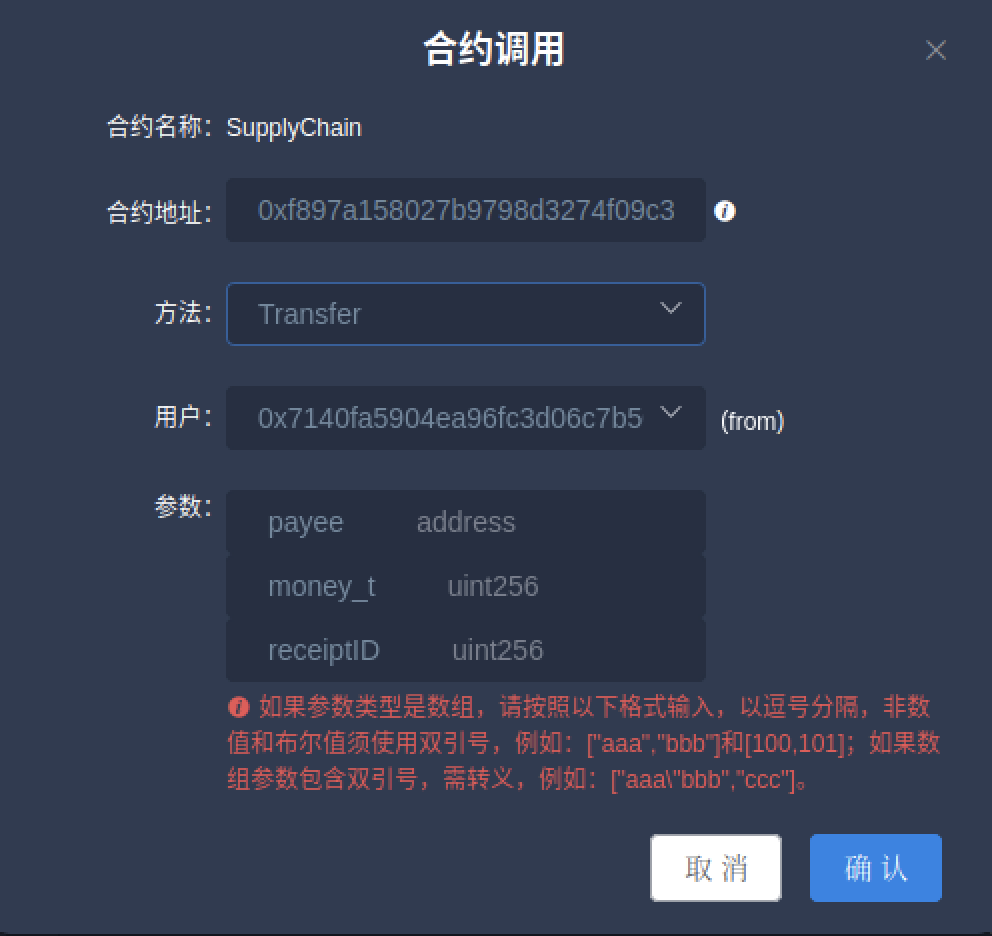 合约调用
合约名称： SupplyChain
合约地址： 0xf897a158027b9798d3274f09c3
方法： Transfer
用户： 0x7140fa5904ea96fc3d06c7b5 (from)
参数： payee address
money_t uint256
receiptID uint256
如果参数类型是数组，请按照以下格式输入，以逗号分隔，非数
值和布尔值须使用双引号，例如：["aaa","bbb"]和[100,101]；如果数
组参数包含双引号，需转义，例如：["aaa\"bbb","ccc"]。
取 消 确 认